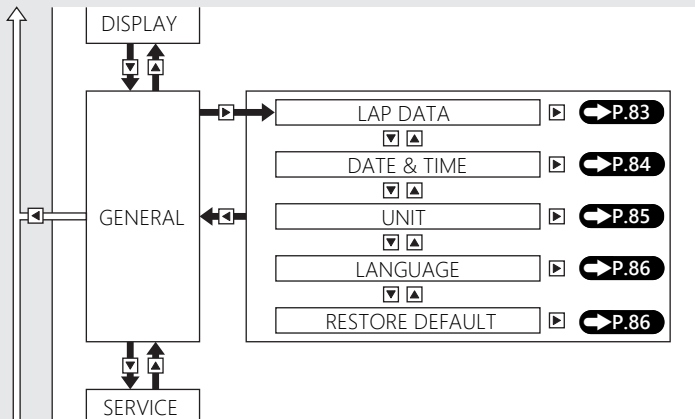 DISPLAY
GENERAL
LAP DATA P.83
DATE & TIME P.84
UNIT P.85
LANGUAGE P.86
RESTORE DEFAULT P.86
SERVICE